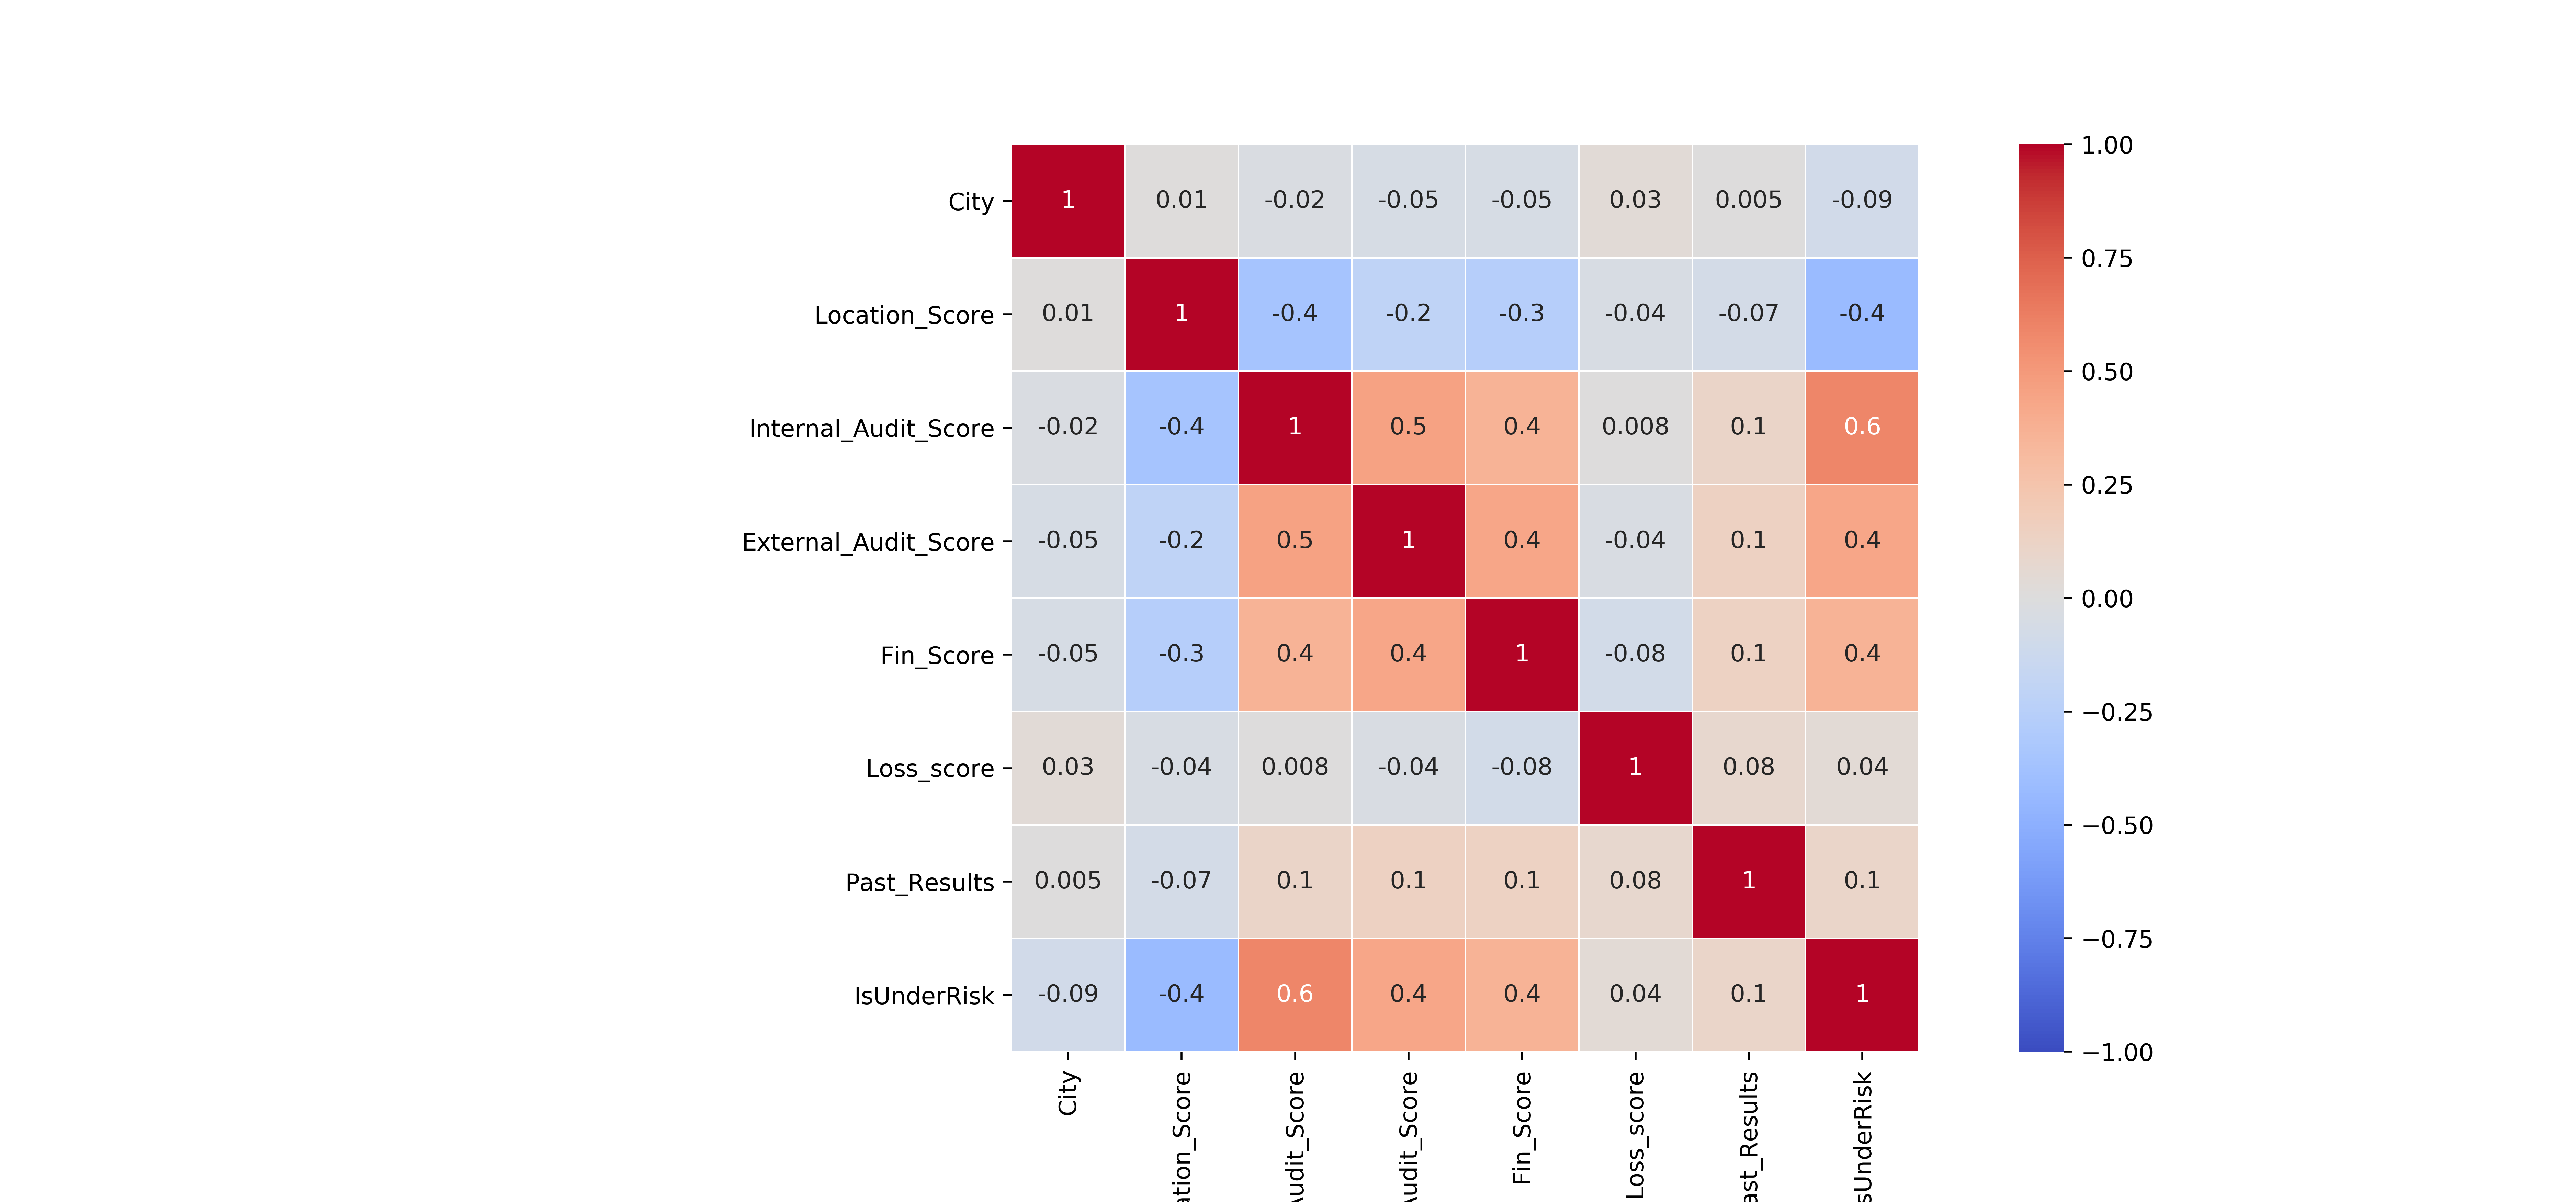 City 1 0.01 -0.02 -0.05 -0.05 0.03 0.005 -0.09
Location_Score 0.01 1 -0.4 -0.2 -0.3 -0.04 -0.07 -0.4
Internal_Audit_Score -0.02 -0.4 1 0.5 0.4 0.008 0.1 0.6
External_Audit_Score -0.05 -0.2 0.5 1 0.4 -0.04 0.1 0.4
Fin_Score -0.05 -0.3 0.4 0.4 1 -0.08 0.1 0.4
Loss_score 0.03 -0.04 0.008 -0.04 -0.08 1 0.08 0.04
Past_Results 0.005 -0.07 0.1 0.1 0.1 0.08 1 0.1
IsUnderRisk -0.09 -0.4 0.6 0.4 0.4 0.04 0.1 1
City
ation_Score
Audit_Score
Audit_Score
Fin_Score
Loss_score
ast_Results
sUnderRisk
1.00
0.75
0.50
0.25
0.00
−0.25
−0.50
−0.75
−1.00